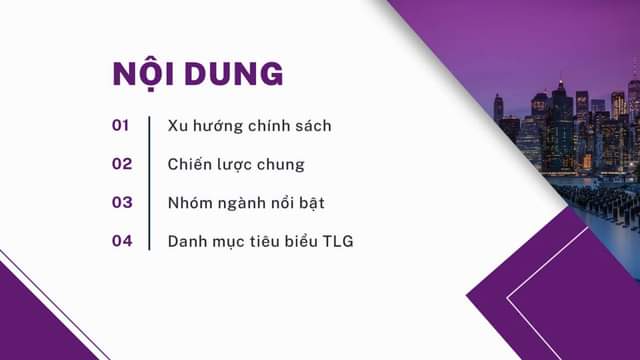 NỘI DUNG
01 Xu hướng chính sách
02 Chiến lược chung
03 Nhóm ngành nổi bật
04 Danh mục tiêu biểu TLG